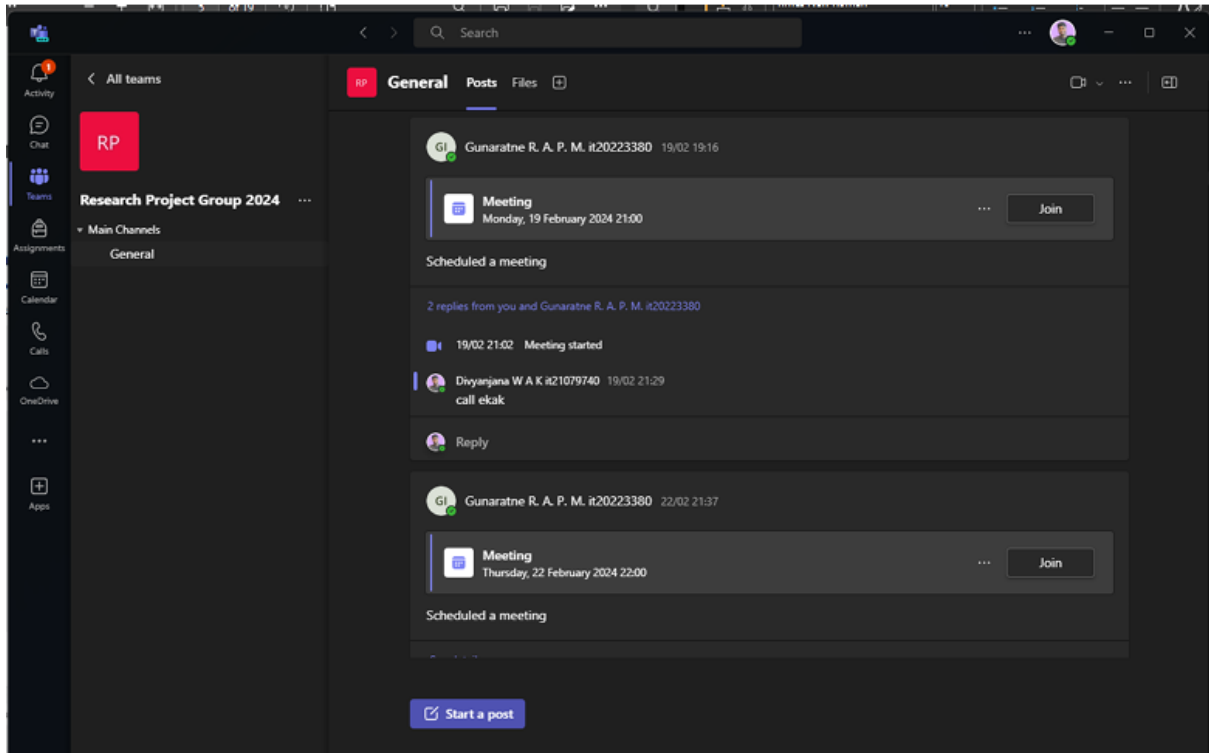 Search
Activity
1
Chat
Teams
Assignments
Calendar
Calls
OneDrive
Apps
All teams
RP
Research Project Group 2024
Main Channels
General
RP
General Posts Files
GI Gunaratne R. A. P. M. it20223380 19/02 19:16
Meeting
Monday, 19 February 2024 21:00
Join
Scheduled a meeting
2 replies from you and Gunaratne R. A. P. M. it20223380
19/02 21:02 Meeting started
Divyanjana W A K it21079740 19/02 21:29
call ekak
Reply
GI Gunaratne R. A. P. M. it20223380 22/02 21:37
Meeting
Thursday, 22 February 2024 22:00
Join
Scheduled a meeting
Start a post